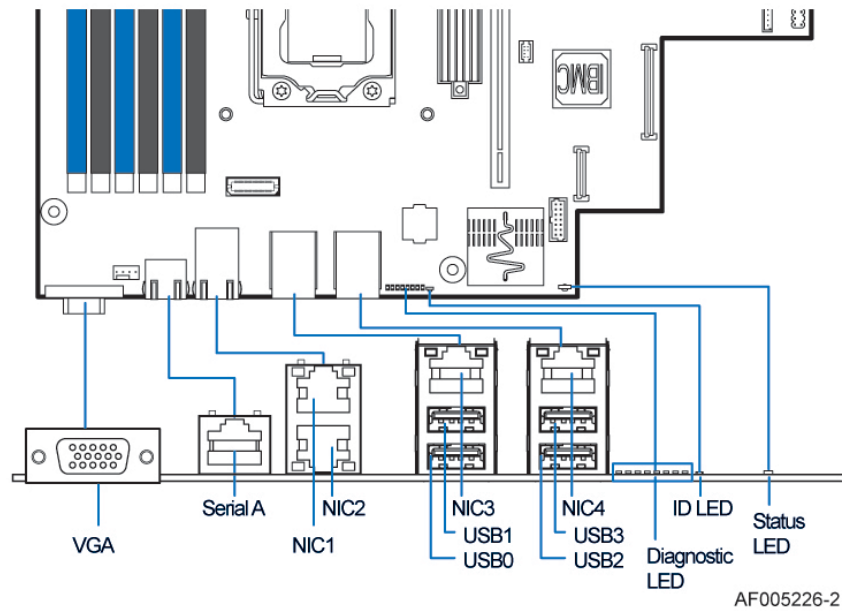 BMC
Serial A
NIC2
NIC3
NIC4
ID LED
Status
LED
VGA
NIC1
USB1
USB0
USB3
USB2
Diagnostic
LED
AF005226-2